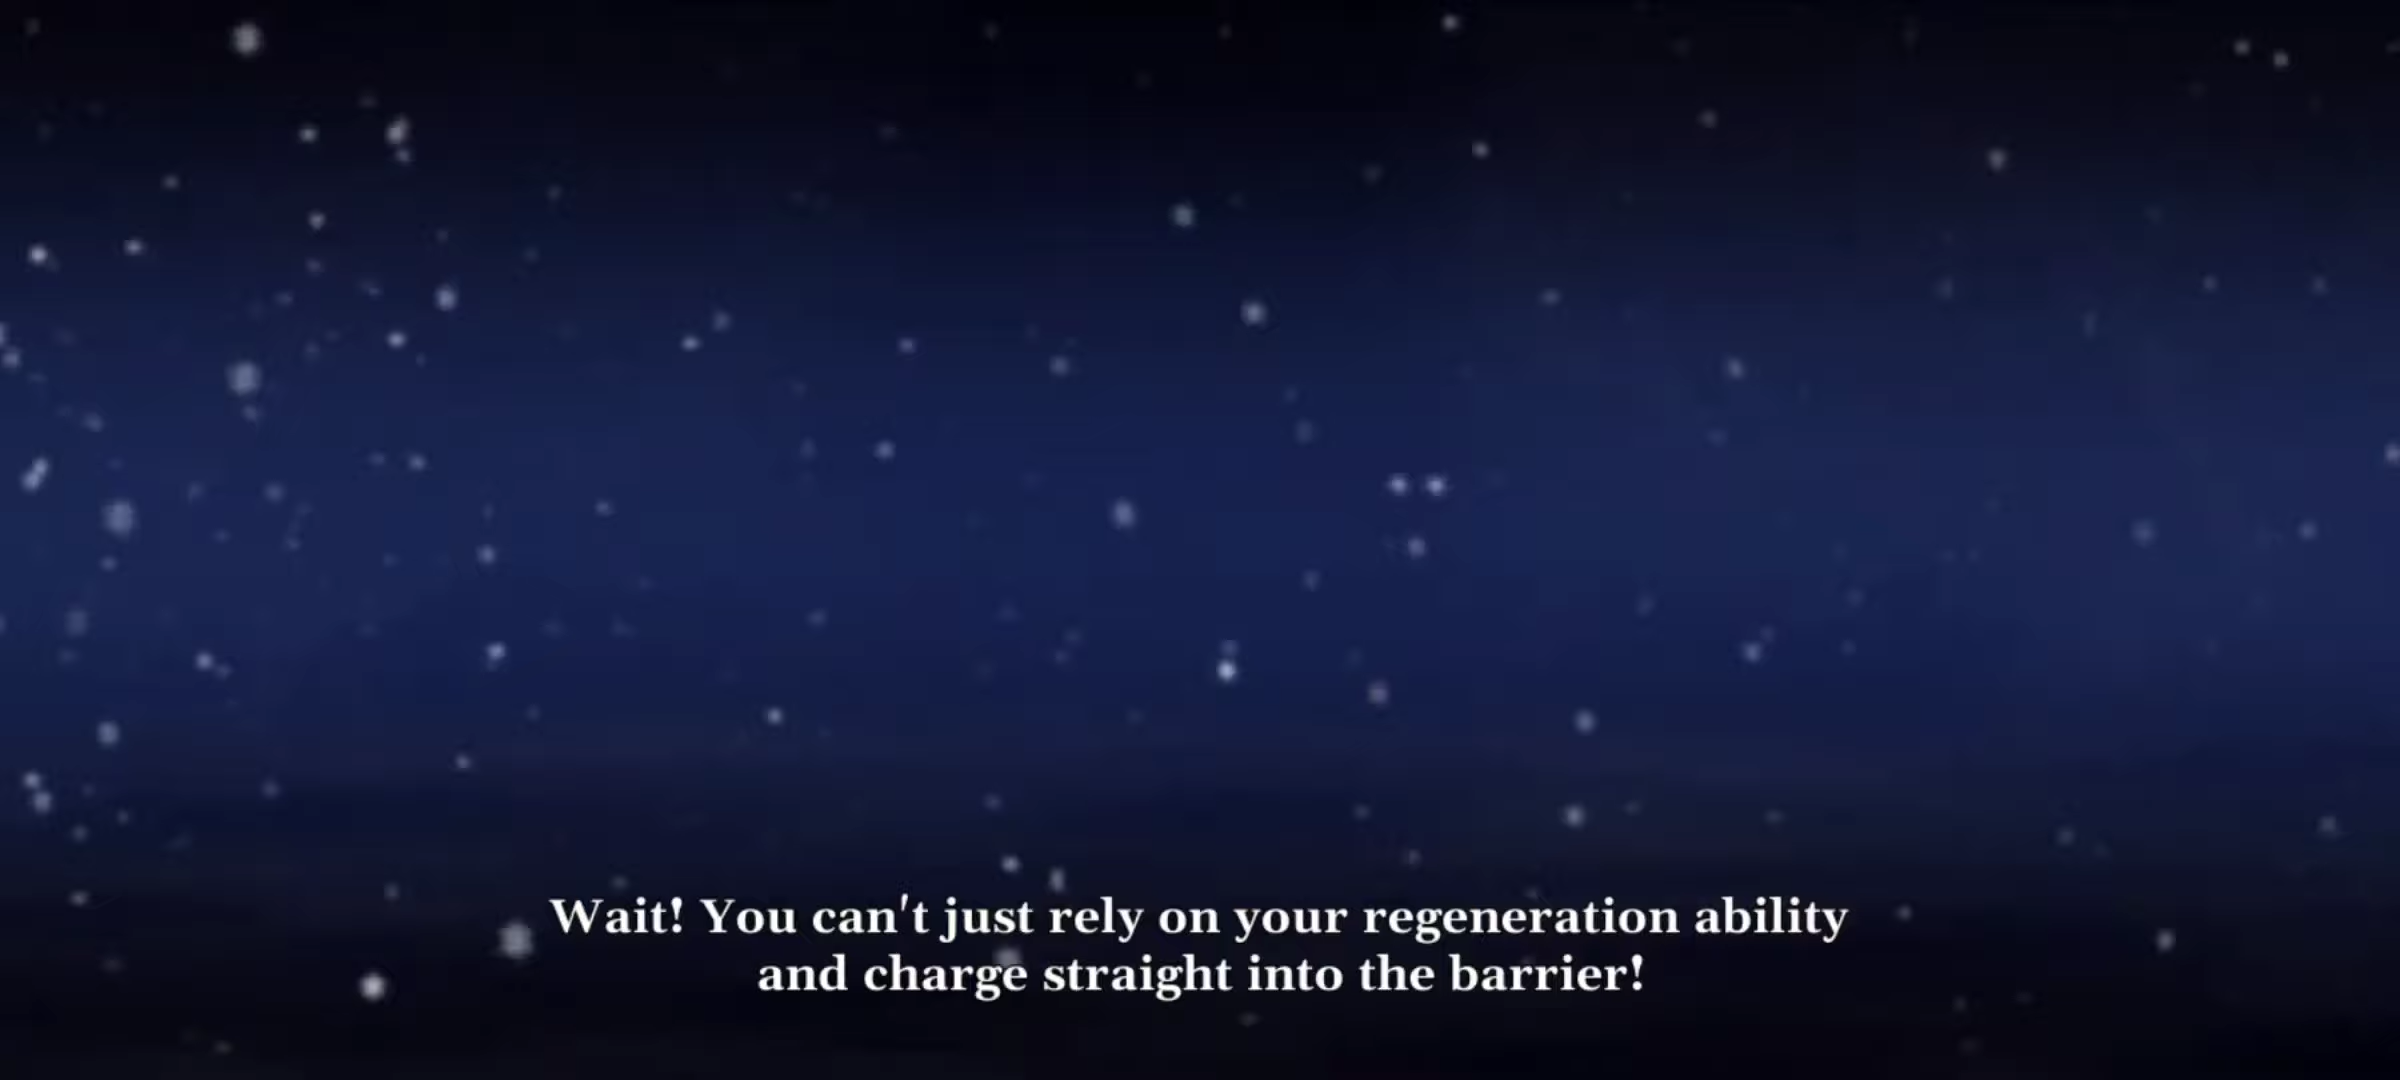 Wait! You can't just rely on your regeneration ability
and charge straight into the barrier!